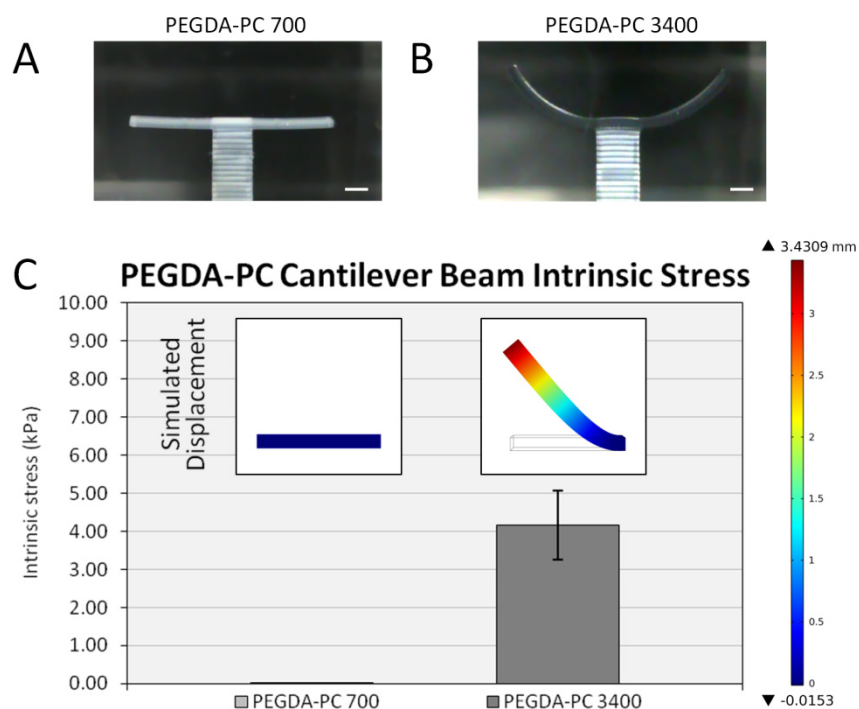 PEGDA-PC 700
PEGDA-PC 3400
A
B
C
PEGDA-PC Cantilever Beam Intrinsic Stress
▲ 3.4309 mm
10.00
9.00
8.00
7.00
6.00
5.00
4.00
3.00
2.00
1.00
0.00
Intrinsic stress (kPa)
Simulated
Displacement
3
2.5
2
1.5
1
0.5
0
▼ -0.0153
PEGDA-PC 700
PEGDA-PC 3400